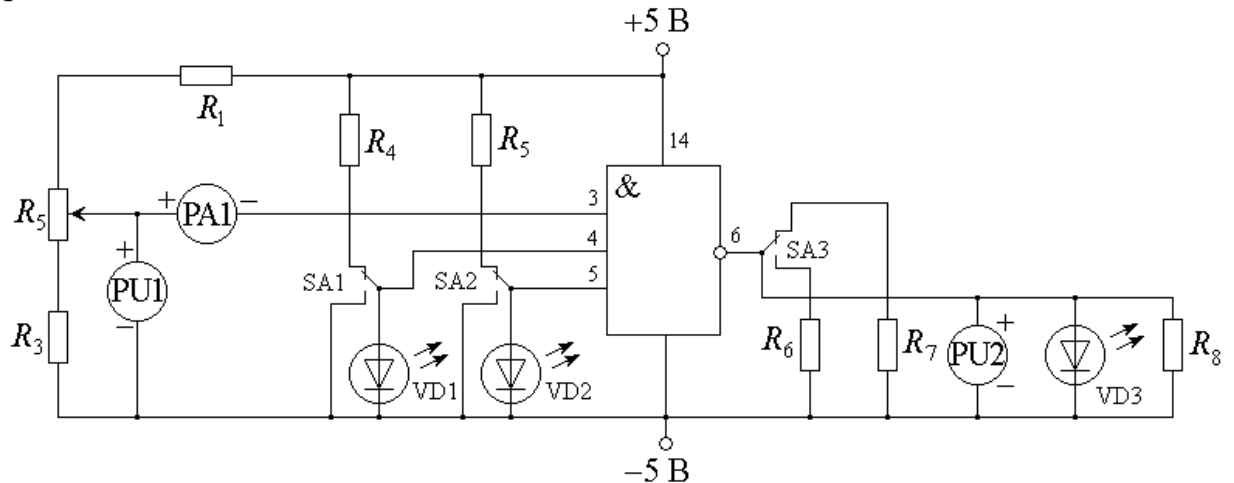 +5 В
R₁
R₄
R₅
14
&
3
R₅
+
PA1
−
4
6
SA3
+
PU1
−
SA1
SA2
5
R₃
VD1
VD2
R₆
R₇
+
PU2
−
VD3
R₈
−5 В